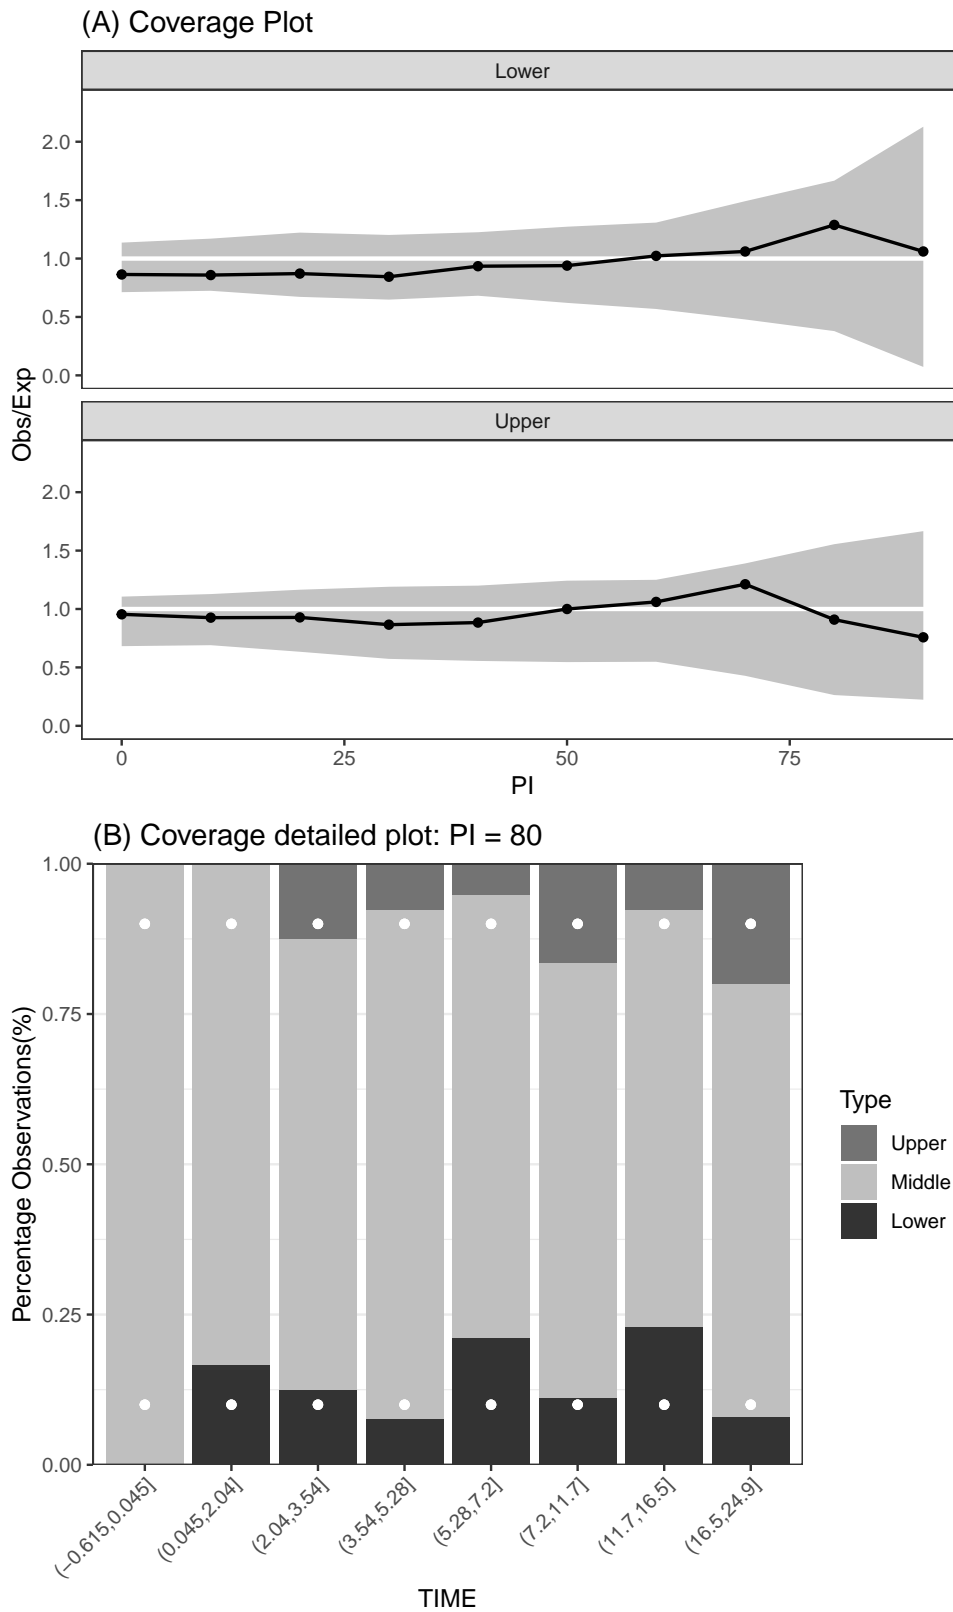 (A) Coverage Plot
Lower
2.0
1.5
1.0
0.5
0.0
Obs/Exp
Upper
2.0
1.5
1.0
0.5
0.0
0 25 50 75
PI
(B) Coverage detailed plot: PI = 80
1.00
0.75
0.50
0.25
0.00
Percentage Observations(%)
Type
Upper
Middle
Lower
(−0.615,0.045]
(0.045,2.04]
(2.04,3.54]
(3.54,5.28]
(5.28,7.2]
(7.2,11.7]
(11.7,16.5]
(16.5,24.9]
TIME